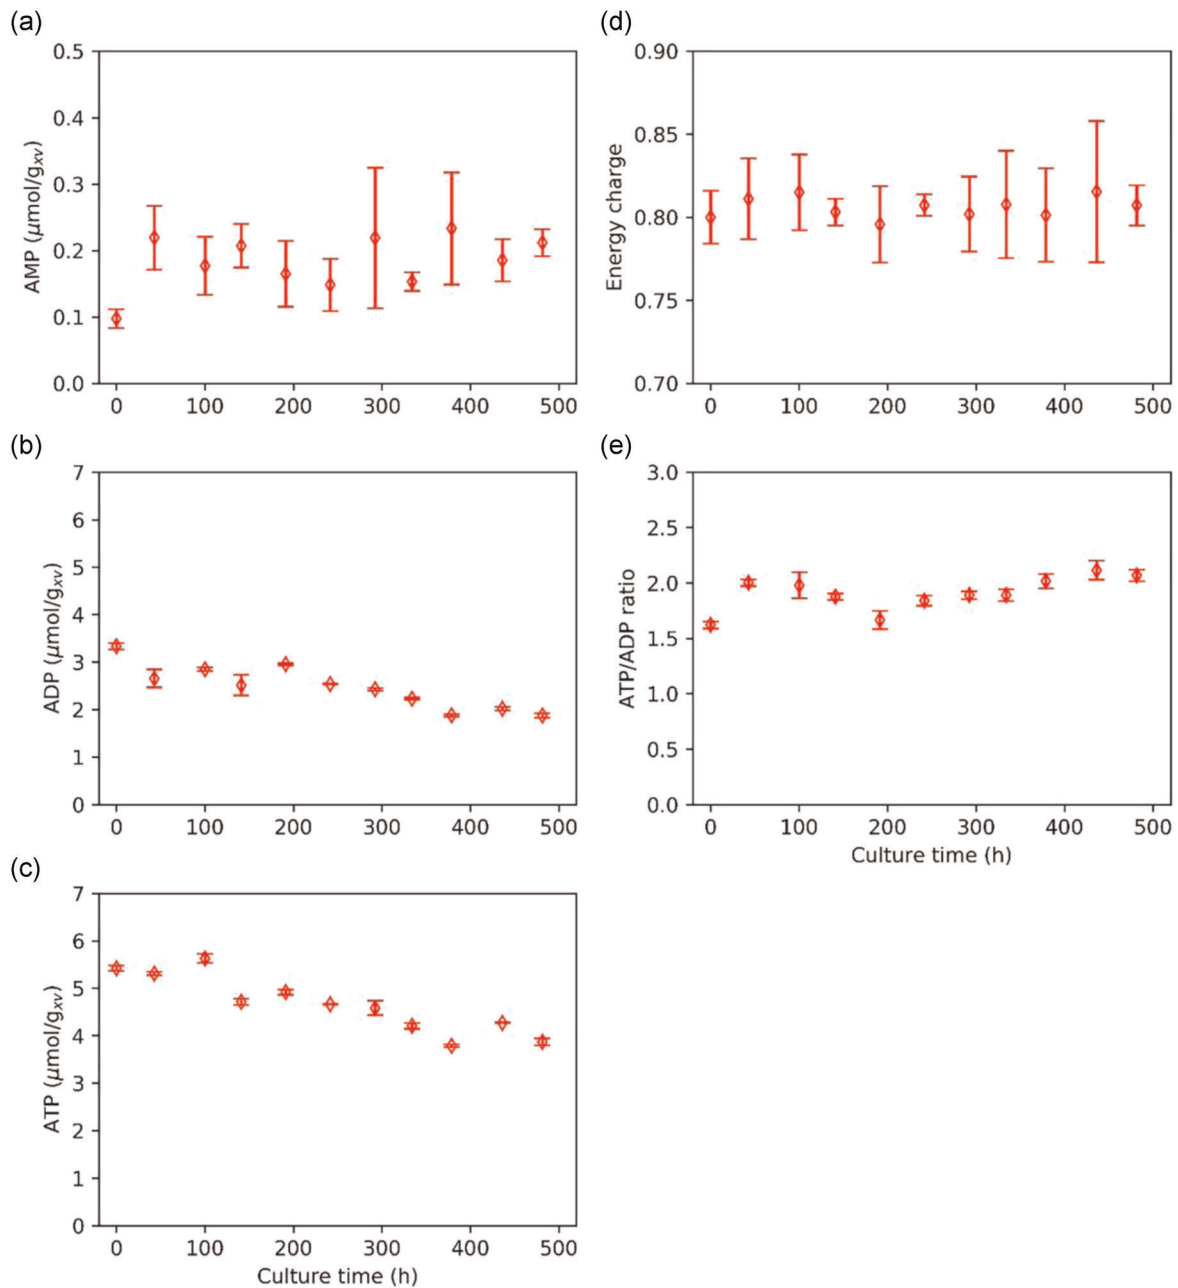 (a)
AMP (μmol/gxv)
0.5
0.4
0.3
0.2
0.1
0.0
0 100 200 300 400 500
(b)
ADP (μmol/gxv)
7
6
5
4
3
2
1
0
0 100 200 300 400 500
(c)
ATP (μmol/gxv)
7
6
5
4
3
2
1
0
0 100 200 300 400 500
Culture time (h)
(d)
Energy charge
0.90
0.85
0.80
0.75
0.70
0 100 200 300 400 500
(e)
ATP/ADP ratio
3.0
2.5
2.0
1.5
1.0
0.5
0.0
0 100 200 300 400 500
Culture time (h)